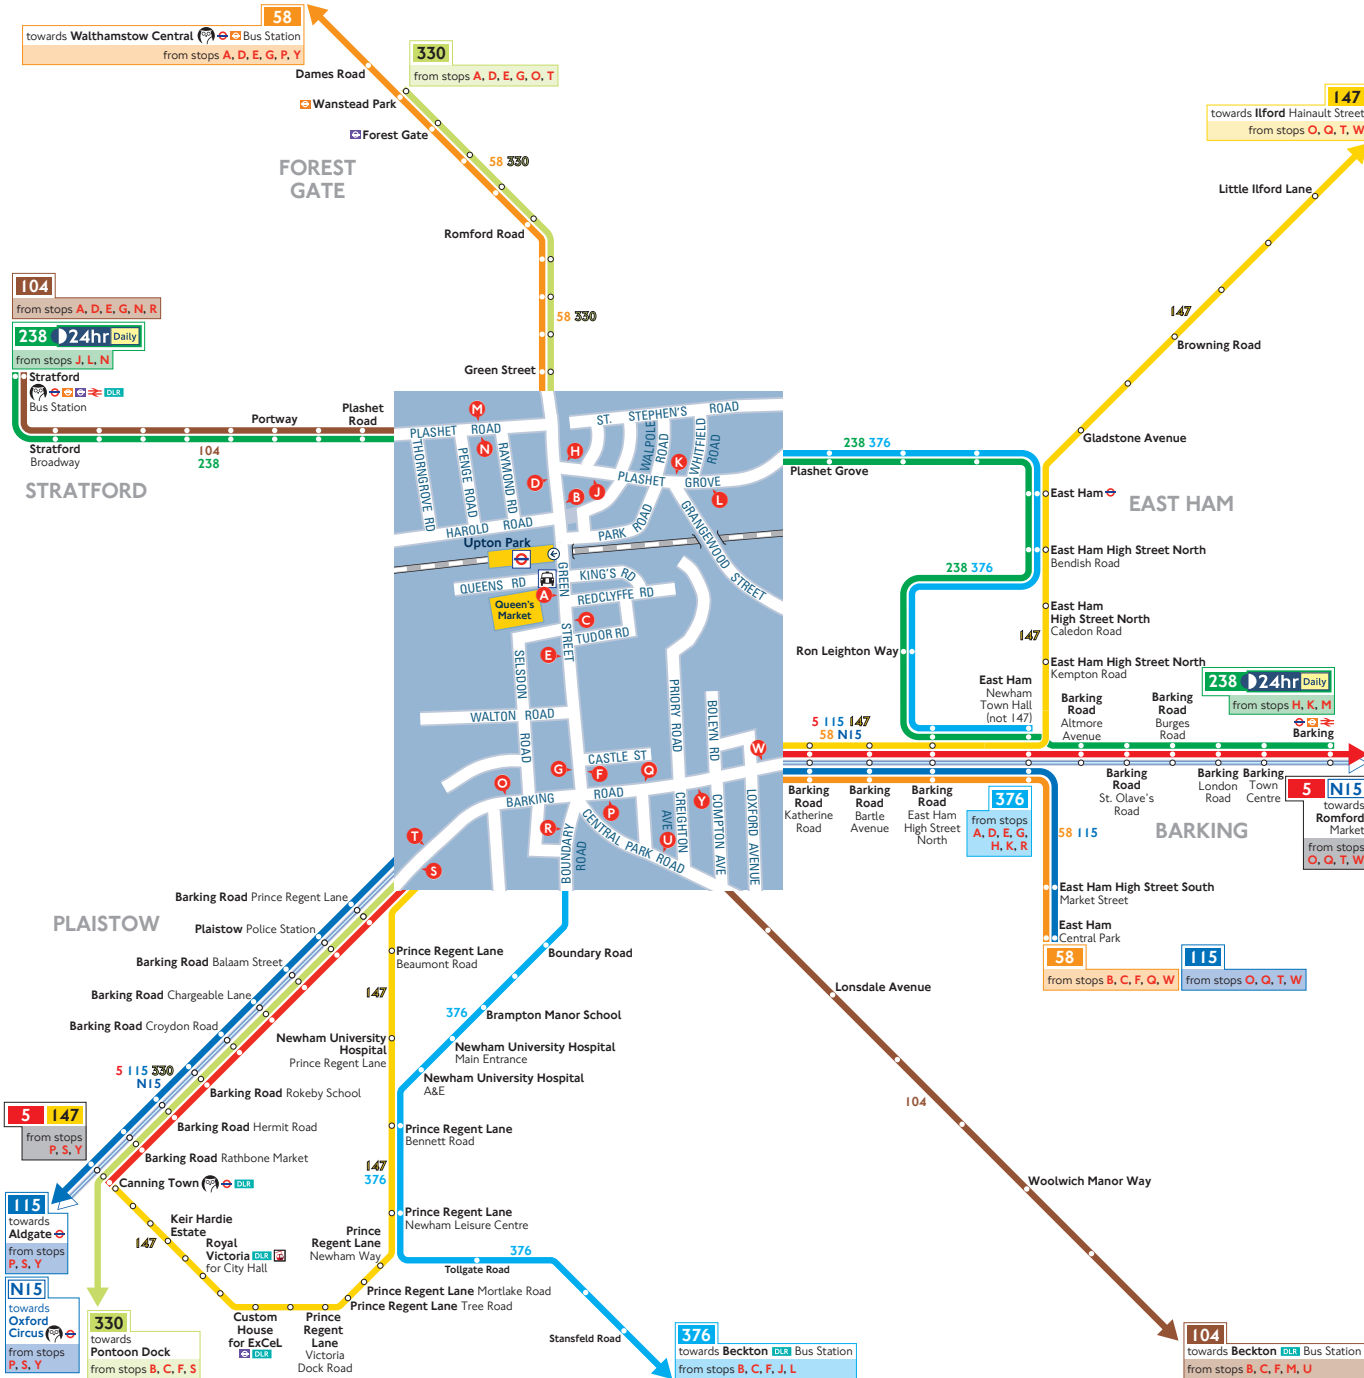 58
towards Walthamstow Central Bus Station
from stops A, D, E, G, P, Y
330
from stops A, D, E, G, O, T
Dames Road
Wanstead Park
Forest Gate
58 330
FOREST
GATE
Romford Road
58 330
Green Street
147
towards Ilford Hainault Street
from stops O, Q, T, W
Little Ilford Lane
147
Browning Road
Gladstone Avenue
104
from stops A, D, E, G, N, R
238 24hr Daily
from stops J, L, N
Stratford
DLR
Bus Station
Portway
Plashet
Road
Stratford
Broadway
104
238
STRATFORD
M
PLASHET ROAD
N
THORNGROVE RD
PENGE ROAD
RAYMOND RD
HAROLD ROAD
H
ST. STEPHEN'S ROAD
WALPOLE
ROAD
WHITFIELD
ROAD
K
PLASHET GROVE
D
B
J
L
PARK ROAD
GRANGEWOOD STREET
Upton Park
QUEENS RD
KING'S RD
REDCLYFFE RD
Queen's
Market
A
C
TUDOR RD
E
GREEN STREET
SELSDON ROAD
WALTON ROAD
PRIORY ROAD
BOLEYN RD
CASTLE ST
G
F
Q
W
O
BARKING ROAD
P
Y
R
U
T
S
BOUNDARY
ROAD
CENTRAL PARK ROAD
CREIGHTON
AVE
COMPTON AVE
LOXFORD AVENUE
238 376
Plashet Grove
East Ham
EAST HAM
East Ham High Street North
Bendish Road
238 376
East Ham
High Street North
Caledon Road
147
East Ham High Street North
Kempton Road
Ron Leighton Way
East Ham
Newham
Town Hall
(not 147)
Barking
Road
Altmore
Avenue
Barking
Road
Burges
Road
238 24hr Daily
from stops H, K, M
Barking
5 115 147
58 N15
Barking
Road
Katherine
Road
Barking
Road
Bartle
Avenue
Barking
Road
East Ham
High Street
North
376
from stops
A, D, E, G,
H, K, R
Barking
Road
St. Olave's
Road
Barking
London
Road
Barking
Town
Centre
5 N15
towards
Romford
Market
from stops
O, Q, T, W
58 115
BARKING
East Ham High Street South
Market Street
East Ham
Central Park
58
from stops B, C, F, Q, W
115
from stops O, Q, T, W
PLAISTOW
Barking Road Prince Regent Lane
Plaistow Police Station
Barking Road Balaam Street
Barking Road Chargeable Lane
Barking Road Croydon Road
5 115 330
N15
Barking Road Rokeby School
Barking Road Hermit Road
Barking Road Rathbone Market
Canning Town DLR
5 147
from stops
P, S, Y
115
towards
Aldgate
from stops
P, S, Y
N15
towards
Oxford
Circus
from stops
P, S, Y
330
towards
Pontoon Dock
from stops B, C, F, S
147
Keir Hardie
Estate
Royal
Victoria DLR
for City Hall
Custom
House
for ExCeL
DLR
Prince
Regent
Lane
Victoria
Dock Road
Prince Regent Lane Tree Road
Prince Regent Lane Mortlake Road
Prince
Regent Lane
Newham Way
Prince Regent Lane
Beaumont Road
147
Newham University
Hospital
Prince Regent Lane
Boundary Road
376
Brampton Manor School
Newham University Hospital
Main Entrance
Newham University Hospital
A&E
Prince Regent Lane
Bennett Road
147
376
Prince Regent Lane
Newham Leisure Centre
376
Tollgate Road
Stansfeld Road
376
towards Beckton DLR Bus Station
from stops B, C, F, J, L
Lonsdale Avenue
104
Woolwich Manor Way
104
towards Beckton DLR Bus Station
from stops B, C, F, M, U